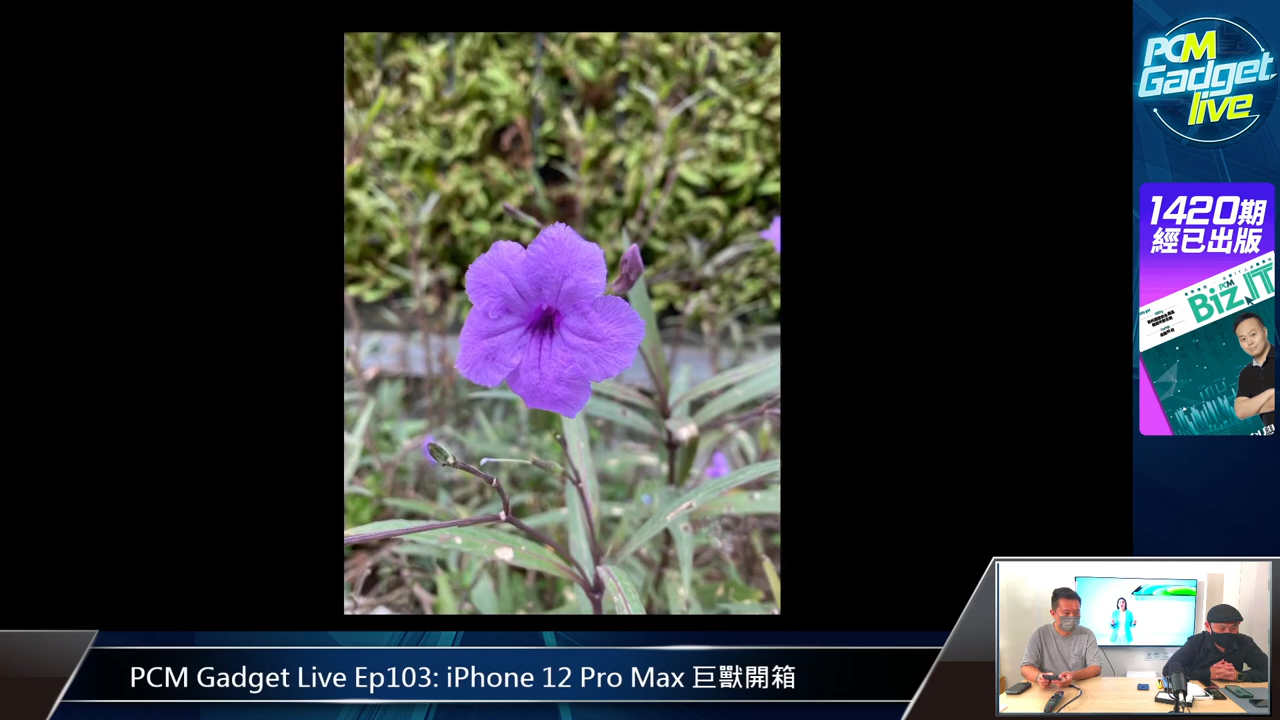 PCM
Gadget
live
1420期
經已出版
PCM
Biz.IT
PCM Gadget Live Ep103: iPhone 12 Pro Max 巨獸開箱